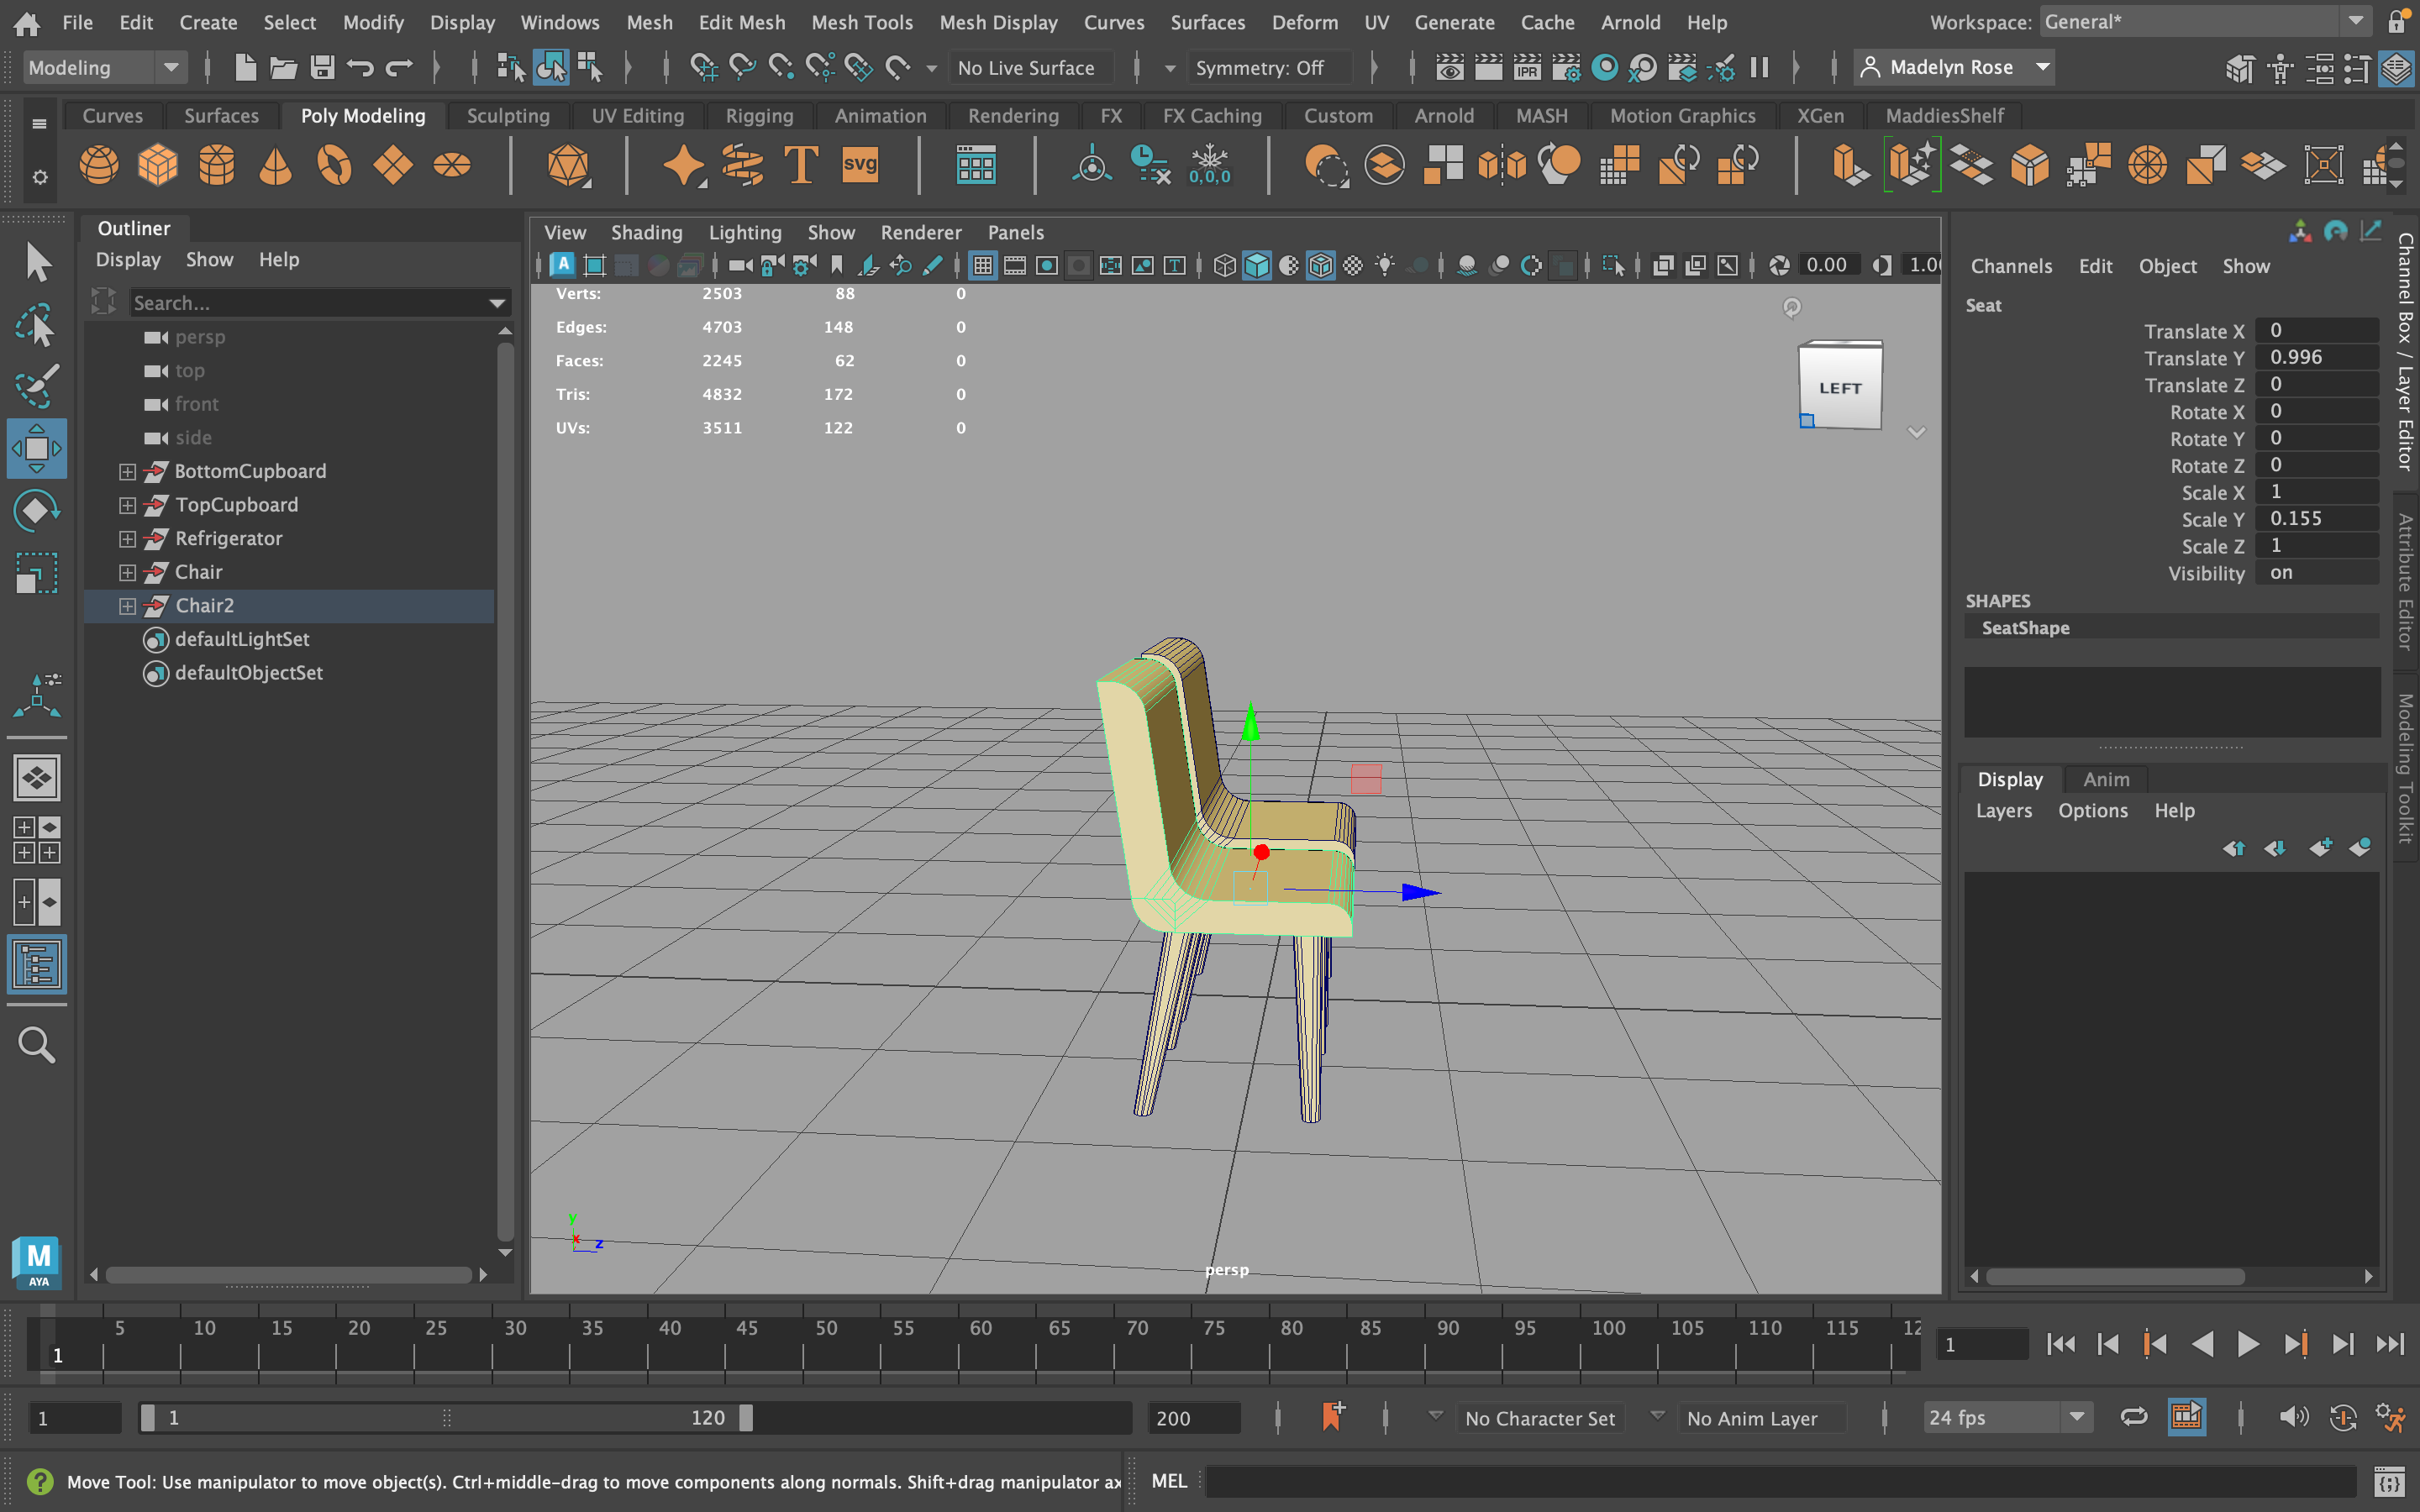 File Edit Create Select Modify Display Windows Mesh Edit Mesh Mesh Tools Mesh Display Curves Surfaces Deform UV Generate Cache Arnold Help Workspace: General*
Modeling No Live Surface Symmetry: Off IPR Madelyn Rose
Curves Surfaces Poly Modeling Sculpting UV Editing Rigging Animation Rendering FX FX Caching Custom Arnold MASH Motion Graphics XGen MaddiesShelf
T svg 0,0,0
Outliner
Display Show Help
Search...
persp
top
front
side
BottomCupboard
TopCupboard
Refrigerator
Chair
Chair2
defaultLightSet
defaultObjectSet
View Shading Lighting Show Renderer Panels
A T 0.00 1.0
Verts: 2503 88 0
Edges: 4703 148 0
Faces: 2245 62 0
Tris: 4832 172 0
UVs: 3511 122 0
LEFT
y
x z
persp
Channels Edit Object Show
Seat
Translate X 0
Translate Y 0.996
Translate Z 0
Rotate X 0
Rotate Y 0
Rotate Z 0
Scale X 1
Scale Y 0.155
Scale Z 1
Visibility on
SHAPES
SeatShape
Display Anim
Layers Options Help
Channel Box / Layer Editor
Attribute Editor
Modeling Toolkit
M
AYA
5 10 15 20 25 30 35 40 45 50 55 60 65 70 75 80 85 90 95 100 105 110 115 12
1 1
1 1 120 200 No Character Set No Anim Layer 24 fps
? Move Tool: Use manipulator to move object(s). Ctrl+middle-drag to move components along normals. Shift+drag manipulator ax MEL